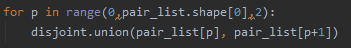 for p in range(0,pair_list.shape[0],2):
    disjoint.union(pair_list[p], pair_list[p+1])